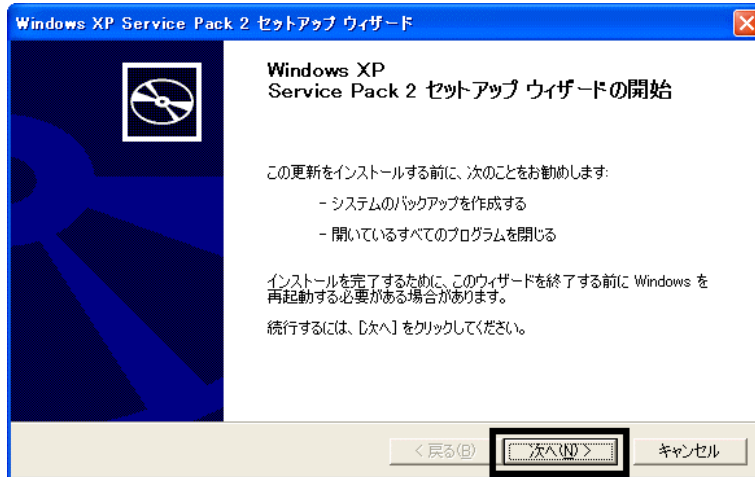 Windows XP Service Pack 2 セットアップ ウィザード
Windows XP
Service Pack 2 セットアップ ウィザードの開始
この更新をインストールする前に、次のことをお勧めします:
- システムのバックアップを作成する
- 開いているすべてのプログラムを閉じる
インストールを完了するために、このウィザードを終了する前に Windows を
再起動する必要がある場合があります。
続行するには、[次へ] をクリックしてください。
< 戻る(B)
次へ(N) >
キャンセル